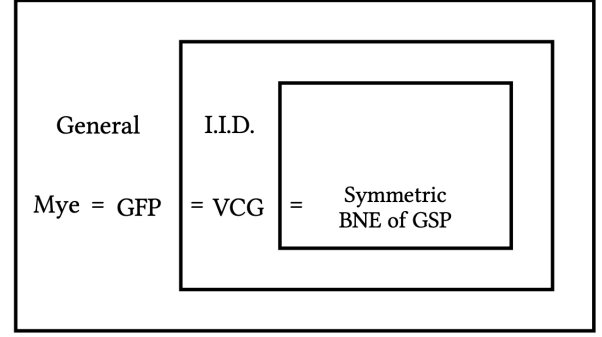 General I.I.D.
Symmetric
Mye = GFP = VCG =
BNE of GSP